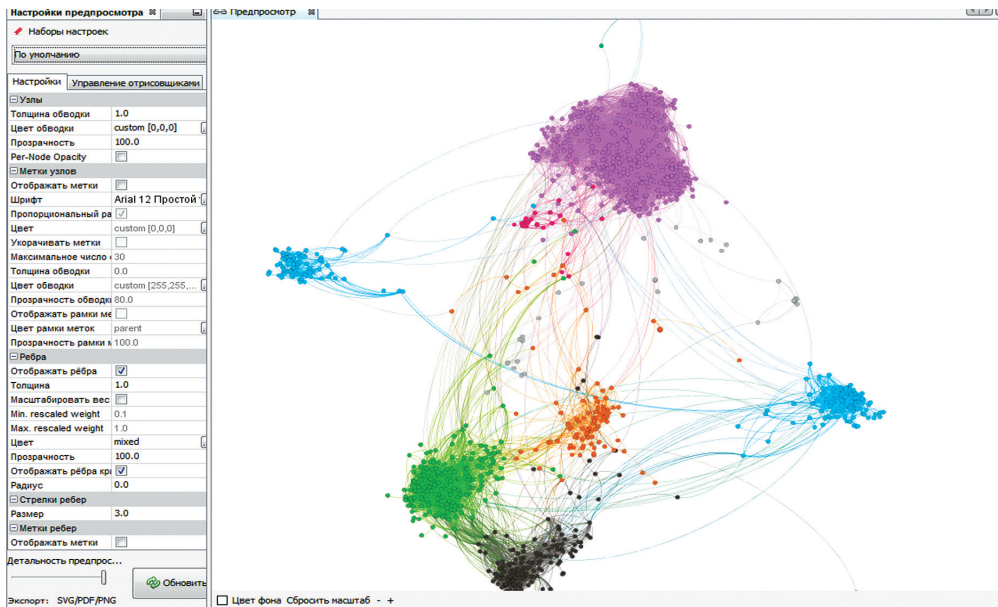 Настройки предпросмотра
Наборы настроек
По умолчанию
Настройки Управление отрисовщиками
Узлы
Толщина обводки 1.0
Цвет обводки custom [0,0,0]
Прозрачность 100.0
Per-Node Opacity
Метки узлов
Отображать метки
Шрифт Arial 12 Простой
Пропорциональный ра
Цвет custom [0,0,0]
Укорачивать метки
Максимальное число 30
Толщина обводки 0.0
Цвет обводки custom [255,255,...
Прозрачность обводк 80.0
Отображать рамки ме
Цвет рамки меток parent
Прозрачность рамки м 100.0
Ребра
Отображать рёбра
Толщина 1.0
Масштабировать вес
Min. rescaled weight 0.1
Max. rescaled weight 1.0
Цвет mixed
Прозрачность 100.0
Отображать рёбра кр
Радиус 0.0
Стрелки ребер
Размер 3.0
Метки ребер
Отображать метки
Детальность предпрос...
Обновить
Экспорт: SVG/PDF/PNG
Предпросмотр
Цвет фона Сбросить масштаб - +